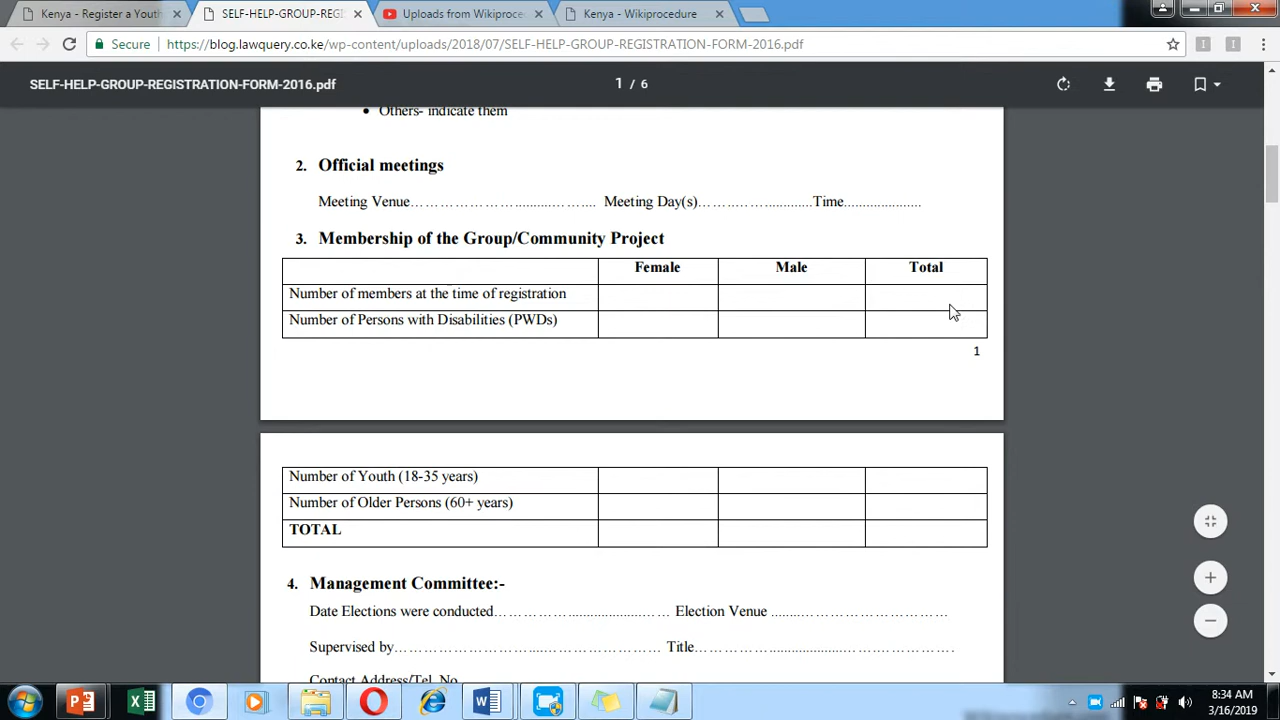 Kenya - Register a Youth
SELF-HELP-GROUP-REGI
Uploads from Wikiproce
Kenya - Wikiprocedure
Secure
https://blog.lawquery.co.ke/wp-content/uploads/2018/07/SELF-HELP-GROUP-REGISTRATION-FORM-2016.pdf
SELF-HELP-GROUP-REGISTRATION-FORM-2016.pdf
1 / 6
• Others- indicate them
2. Official meetings
Meeting Venue………………….........……... Meeting Day(s)……..……............Time.....................
3. Membership of the Group/Community Project
Female Male Total
Number of members at the time of registration
Number of Persons with Disabilities (PWDs)
1
Number of Youth (18-35 years)
Number of Older Persons (60+ years)
TOTAL
4. Management Committee:-
Date Elections were conducted…………....................…… Election Venue .......……………………
Supervised by………………………....………………… Title…………....................……………….
Contact Address/Tel. No
8:34 AM
3/16/2019